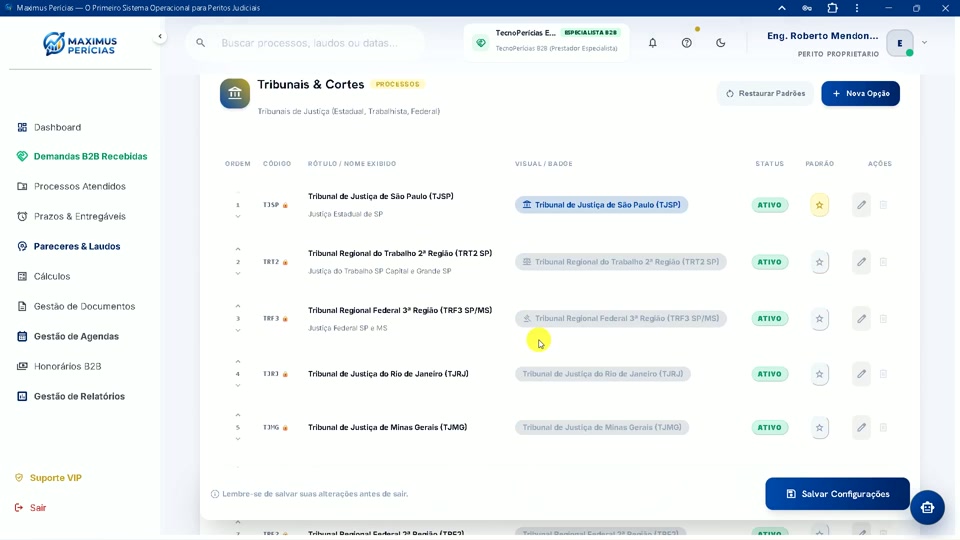 Maximus Perícias — O Primeiro Sistema Operacional para Peritos Judiciais
MAXIMUS
PERÍCIAS
Buscar processos, laudos ou datas...
TecnoPerícias E...
ESPECIALISTA B2B
TecnoPerícias B2B (Prestador Especialista)
Eng. Roberto Mendon...
PERITO PROPRIETARIO
E
Dashboard
Demandas B2B Recebidas
Processos Atendidos
Prazos & Entregáveis
Pareceres & Laudos
Cálculos
Gestão de Documentos
Gestão de Agendas
Honorários B2B
Gestão de Relatórios
Suporte VIP
Sair
Tribunais & Cortes
PROCESSOS
Tribunais de Justiça (Estadual, Trabalhista, Federal)
Restaurar Padrões
Nova Opção
ORDEM CÓDIGO RÓTULO / NOME EXIBIDO VISUAL / BADGE STATUS PADRÃO AÇÕES
1 TJSP Tribunal de Justiça de São Paulo (TJSP) Tribunal de Justiça de São Paulo (TJSP) ATIVO
Justiça Estadual de SP
2 TRT2 Tribunal Regional do Trabalho 2ª Região (TRT2 SP) Tribunal Regional do Trabalho 2ª Região (TRT2 SP) ATIVO
Justiça do Trabalho SP Capital e Grande SP
3 TRF3 Tribunal Regional Federal 3ª Região (TRF3 SP/MS) Tribunal Regional Federal 3ª Região (TRF3 SP/MS) ATIVO
Justiça Federal SP e MS
4 TJRJ Tribunal de Justiça do Rio de Janeiro (TJRJ) Tribunal de Justiça do Rio de Janeiro (TJRJ) ATIVO
5 TJMG Tribunal de Justiça de Minas Gerais (TJMG) Tribunal de Justiça de Minas Gerais (TJMG) ATIVO
Lembre-se de salvar suas alterações antes de sair.
Salvar Configurações